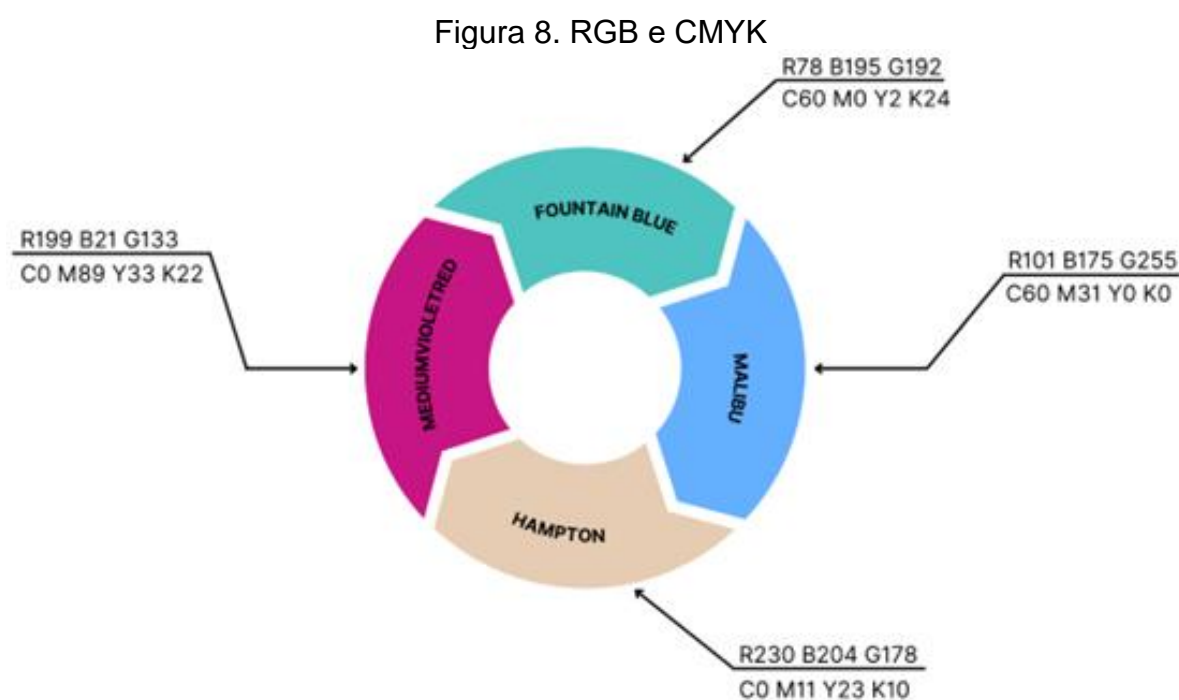 Figura 8. RGB e CMYK
R78 B195 G192
C60 M0 Y2 K24
FOUNTAIN BLUE
R199 B21 G133
C0 M89 Y33 K22
MEDIUMVIOLETRED
R101 B175 G255
C60 M31 Y0 K0
MALIBU
HAMPTON
R230 B204 G178
C0 M11 Y23 K10